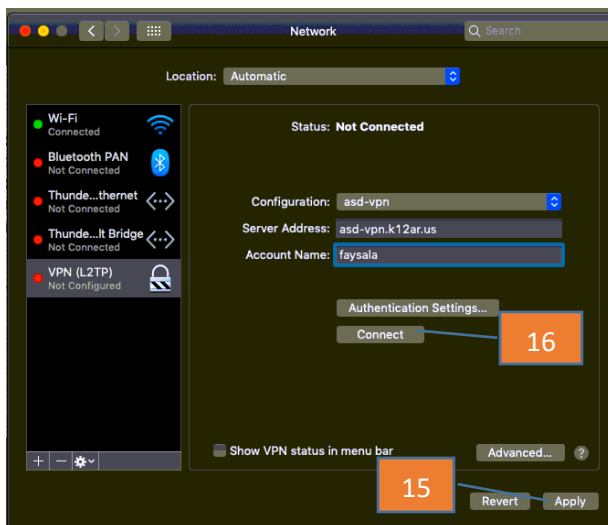 Network
Search
Location: Automatic
Wi-Fi
Connected
Bluetooth PAN
Not Connected
Thunde...thernet
Not Connected
Thunde...lt Bridge
Not Connected
VPN (L2TP)
Not Configured
Status: Not Connected
Configuration: asd-vpn
Server Address: asd-vpn.k12ar.us
Account Name: faysala
Authentication Settings...
Connect
16
Show VPN status in menu bar
Advanced... ?
15
Revert Apply